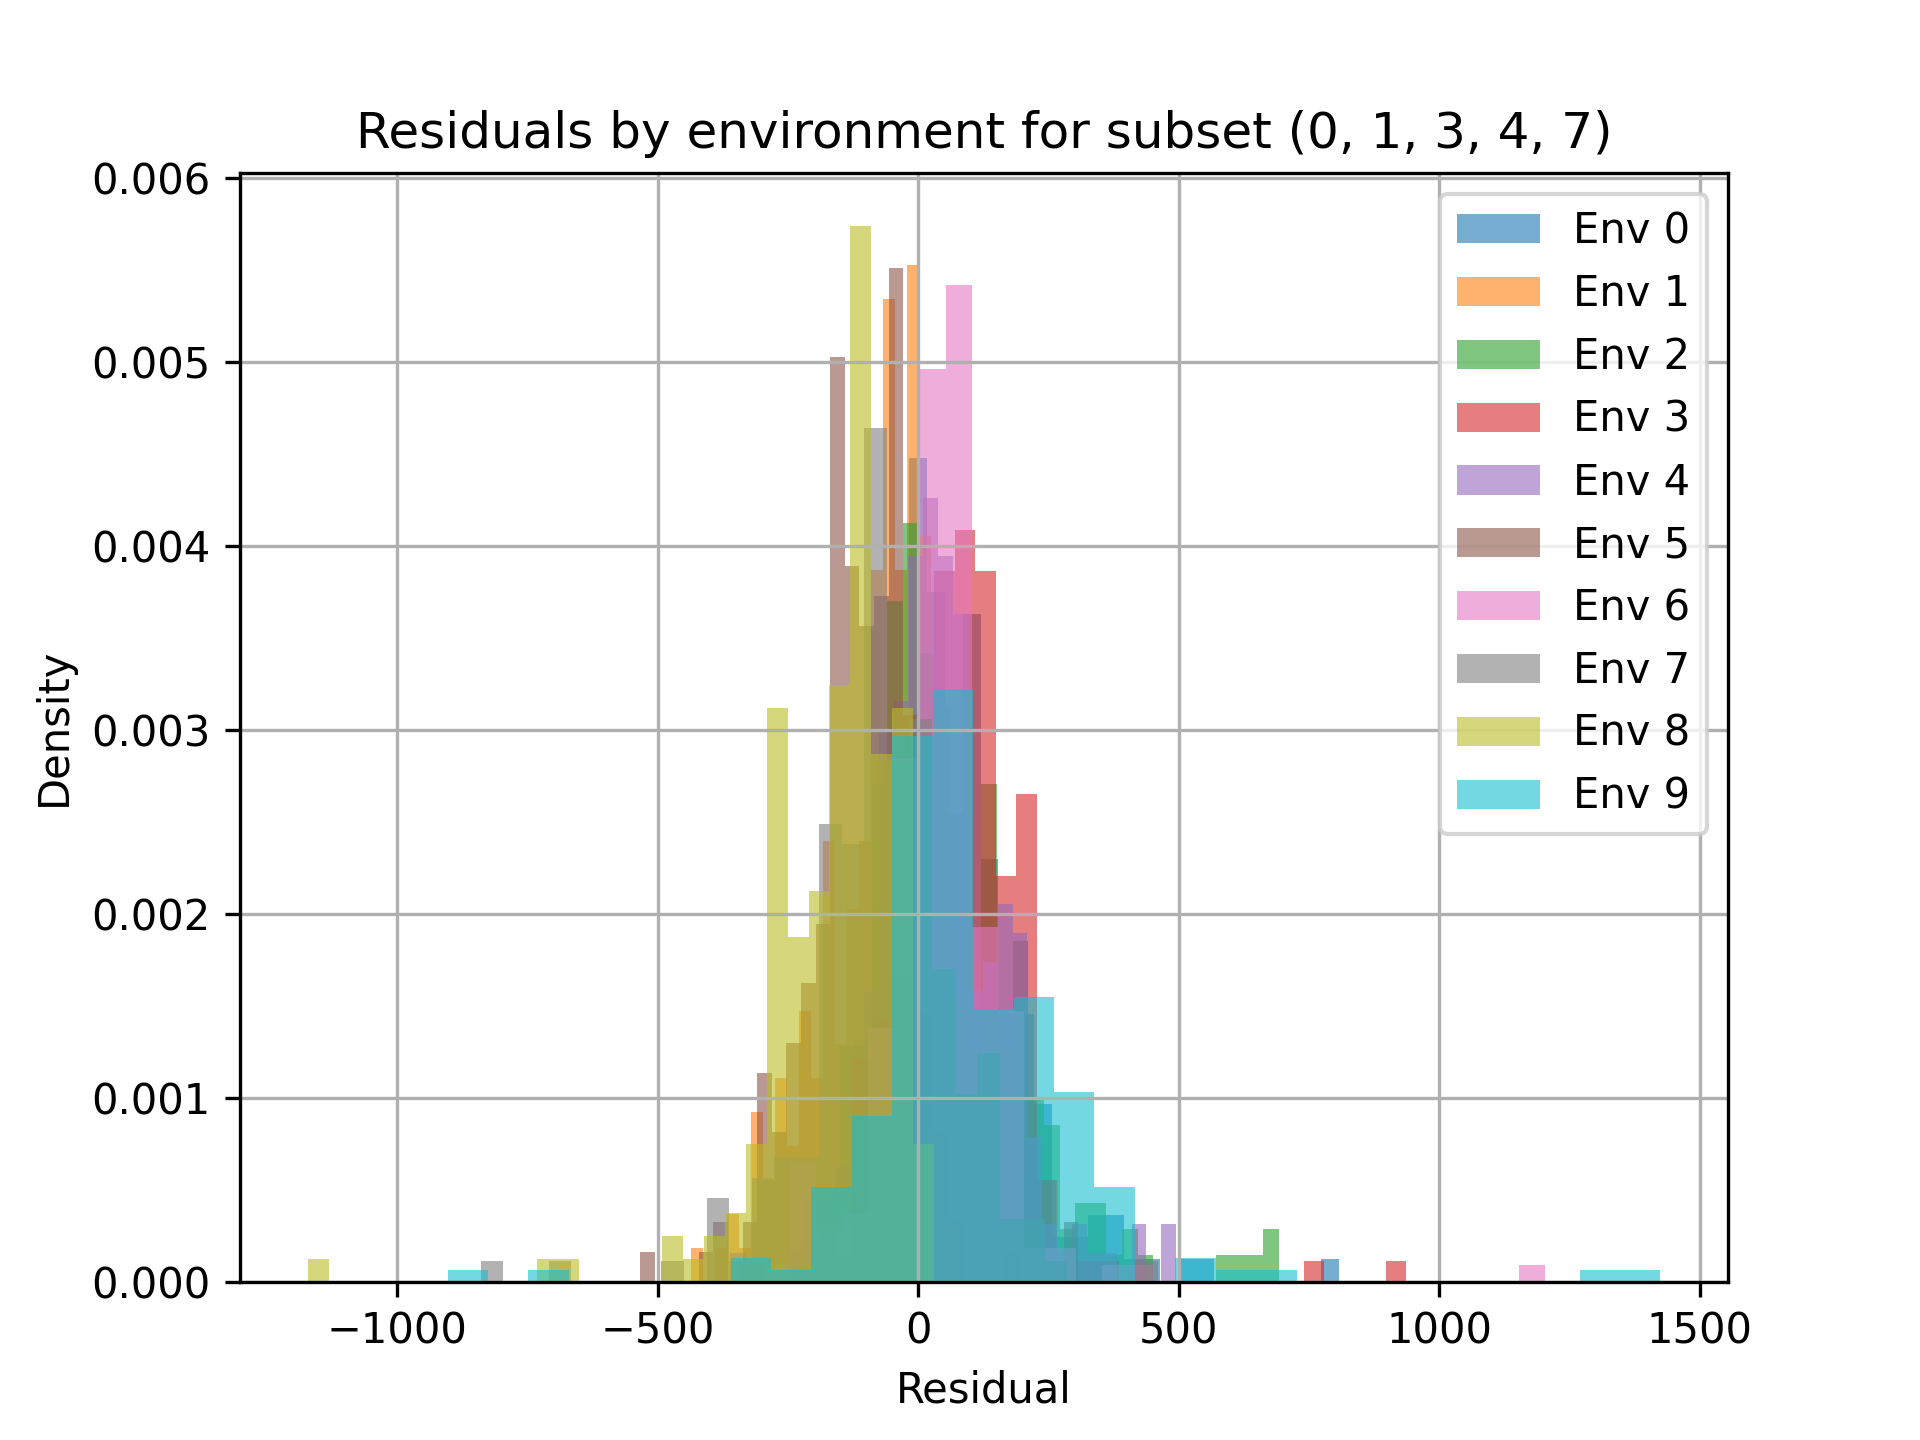 Residuals by environment for subset (0, 1, 3, 4, 7)
0.006
0.005
0.004
0.003
0.002
0.001
0.000
Density
Env 0
Env 1
Env 2
Env 3
Env 4
Env 5
Env 6
Env 7
Env 8
Env 9
−1000 −500 0 500 1000 1500
Residual